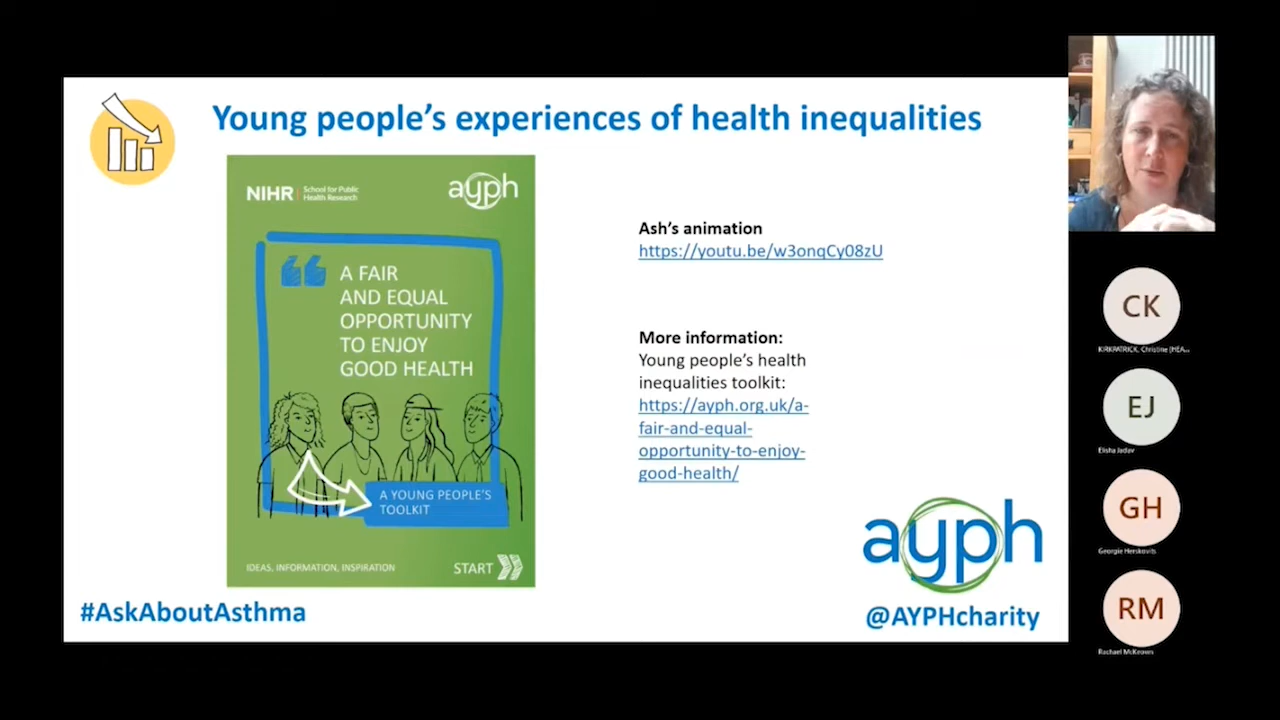 Young people's experiences of health inequalities
NIHR | School for Public
Health Research
ayph
A FAIR
AND EQUAL
OPPORTUNITY
TO ENJOY
GOOD HEALTH
A YOUNG PEOPLE'S
TOOLKIT
IDEAS, INFORMATION, INSPIRATION
START
Ash's animation
https://youtu.be/w3onqCy08zU
More information:
Young people's health
inequalities toolkit:
https://ayph.org.uk/a-
fair-and-equal-
opportunity-to-enjoy-
good-health/
ayph
#AskAboutAsthma
@AYPHcharity
CK
KIRKPATRICK, Christine (HEA...
EJ
Elisha Jadav
GH
Georgie Herskovits
RM
Rachael McKeown